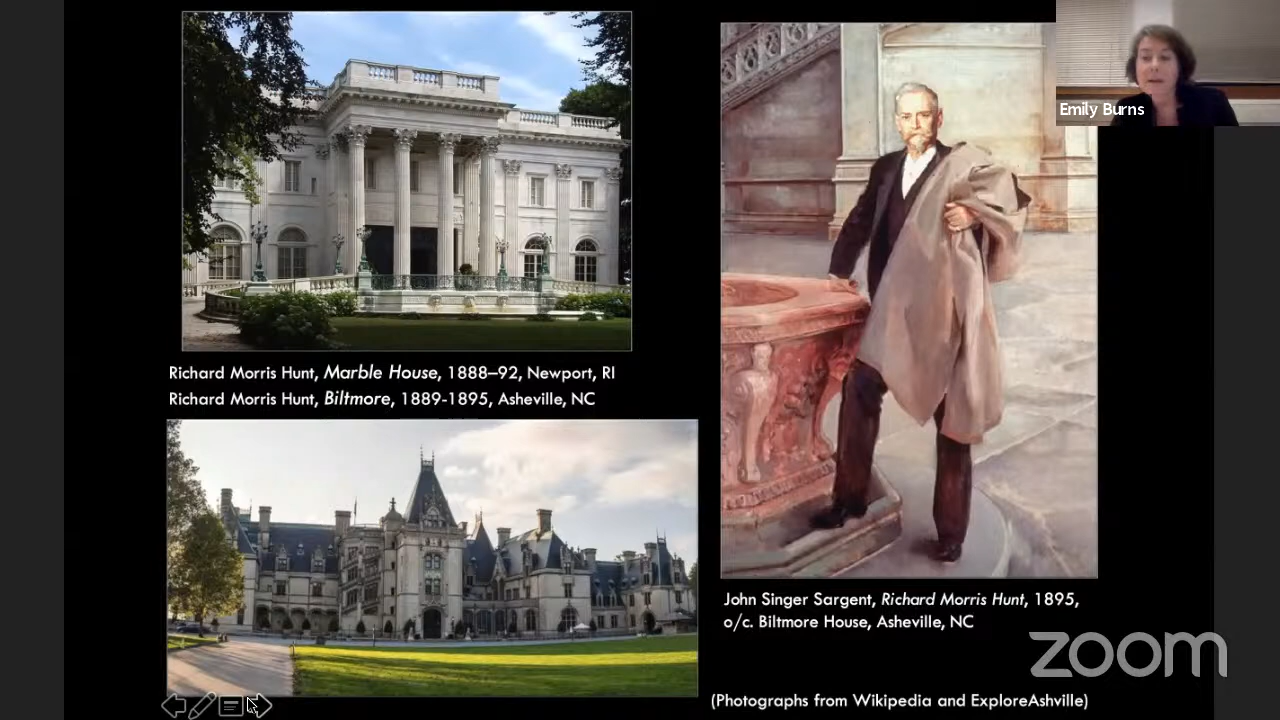 Emily Burns
Richard Morris Hunt, Marble House, 1888–92, Newport, RI
Richard Morris Hunt, Biltmore, 1889-1895, Asheville, NC
John Singer Sargent, Richard Morris Hunt, 1895,
o/c. Biltmore House, Asheville, NC
zoom
(Photographs from Wikipedia and ExploreAshville)